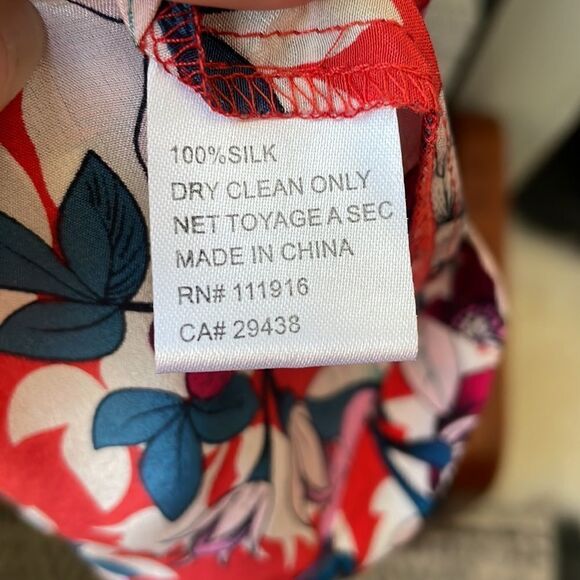 100%SILK
DRY CLEAN ONLY
NET TOYAGE A SEC
MADE IN CHINA
RN# 111916
CA# 29438